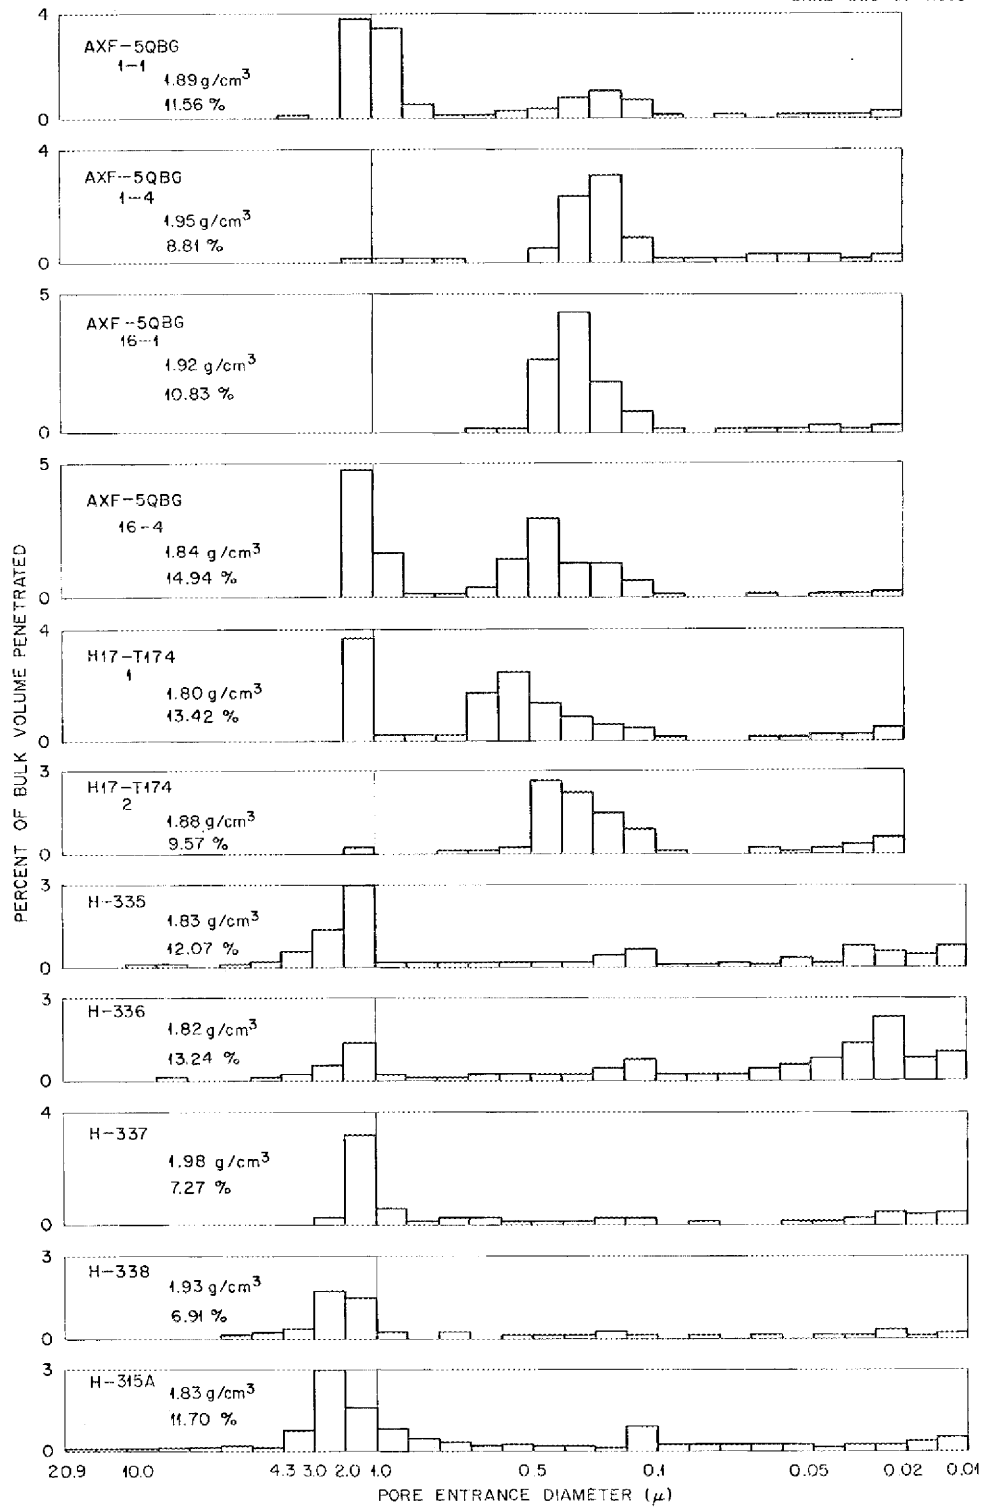 4
AXF-5QBG
1-1
1.89 g/cm³
11.56 %
0
4
AXF-5QBG
1-4
1.95 g/cm³
8.81 %
0
5
AXF-5QBG
16-1
1.92 g/cm³
10.83 %
0
5
AXF-5QBG
16-4
1.84 g/cm³
14.94 %
0
4
H17-T174
1
1.80 g/cm³
13.42 %
0
3
H17-T174
2
1.88 g/cm³
9.57 %
0
3
H-335
1.83 g/cm³
12.07 %
0
3
H-336
1.82 g/cm³
13.24 %
0
4
H-337
1.98 g/cm³
7.27 %
0
3
H-338
1.93 g/cm³
6.91 %
0
3
H-315A
1.83 g/cm³
11.70 %
0
PERCENT OF BULK VOLUME PENETRATED
20.9 10.0 4.3 3.0 2.0 1.0 0.5 0.1 0.05 0.02 0.01
PORE ENTRANCE DIAMETER (μ)